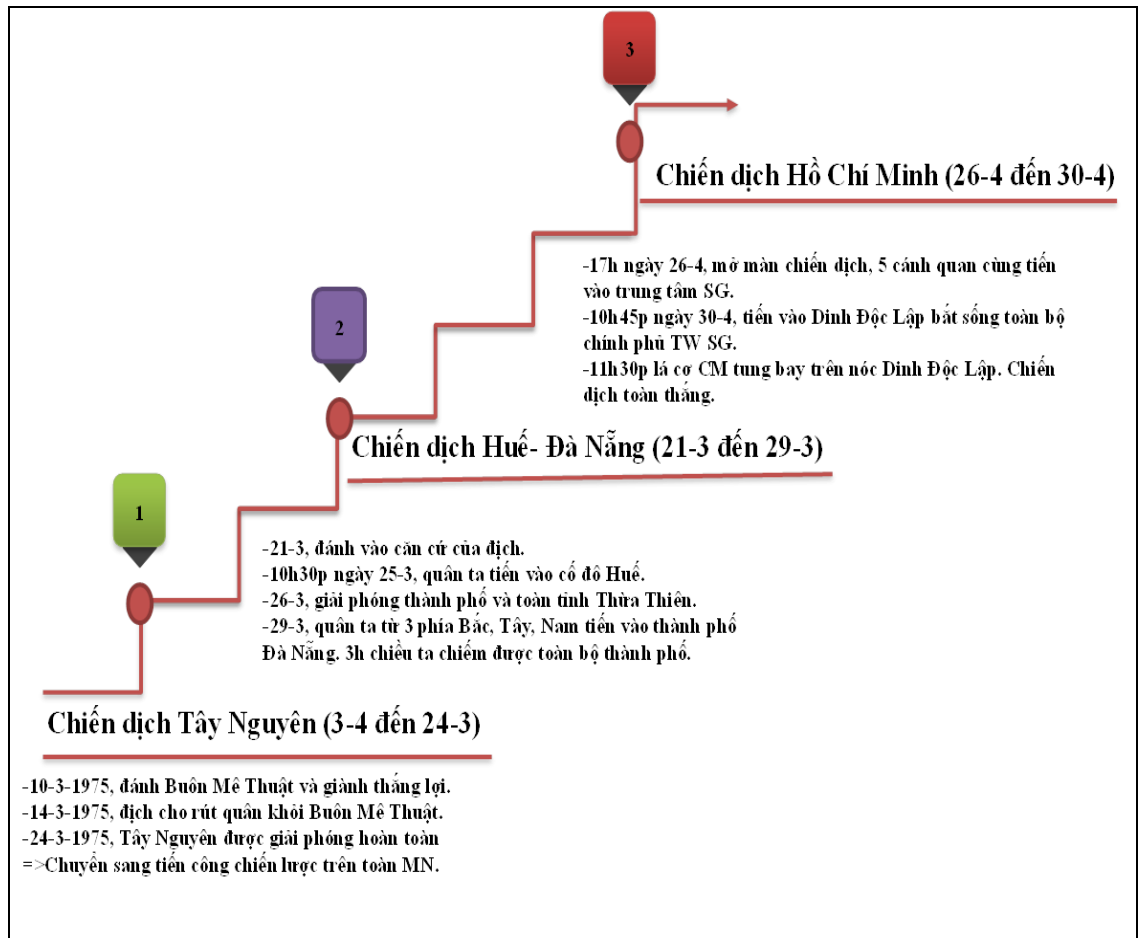 3
Chiến dịch Hồ Chí Minh (26-4 đến 30-4)
-17h ngày 26-4, mở màn chiến dịch, 5 cánh quan cùng tiến
vào trung tâm SG.
-10h45p ngày 30-4, tiến vào Dinh Độc Lập bắt sống toàn bộ
chính phủ TW SG.
-11h30p lá cơ CM tung bay trên nóc Dinh Độc Lập. Chiến
dịch toàn thắng.
2
Chiến dịch Huế- Đà Nẵng (21-3 đến 29-3)
-21-3, đánh vào căn cứ của địch.
-10h30p ngày 25-3, quân ta tiến vào cố đô Huế.
-26-3, giải phóng thành phố và toàn tỉnh Thừa Thiên.
-29-3, quân ta từ 3 phía Bắc, Tây, Nam tiến vào thành phố
Đà Nẵng. 3h chiều ta chiếm được toàn bộ thành phố.
1
Chiến dịch Tây Nguyên (3-4 đến 24-3)
-10-3-1975, đánh Buôn Mê Thuật và giành thắng lợi.
-14-3-1975, địch cho rút quân khỏi Buôn Mê Thuật.
-24-3-1975, Tây Nguyên được giải phóng hoàn toàn
=>Chuyển sang tiến công chiến lược trên toàn MN.